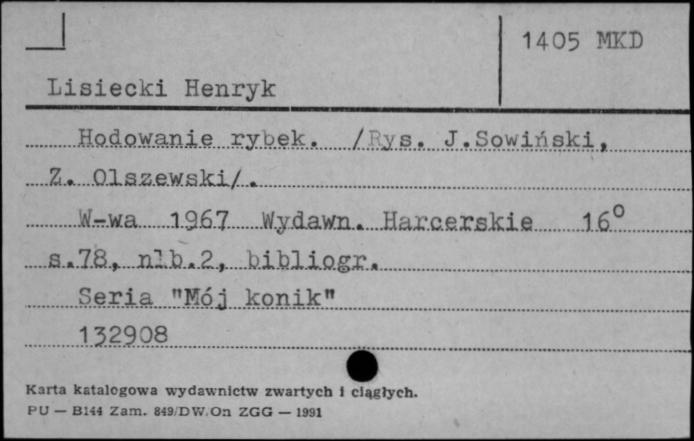 1405 MKD
Lisiecki Henryk
Hodowanie rybek. /Rys. J.Sowiński,
Z. Olszewski/.
W-wa 1967 Wydawn. Harcerskie 16°
s.78, nlb.2, bibliogr.
Seria "Mój konik"
132908
Karta katalogowa wydawnictw zwartych i ciągłych.
PU — B144 Zam. 849/DW.On ZGG — 1991